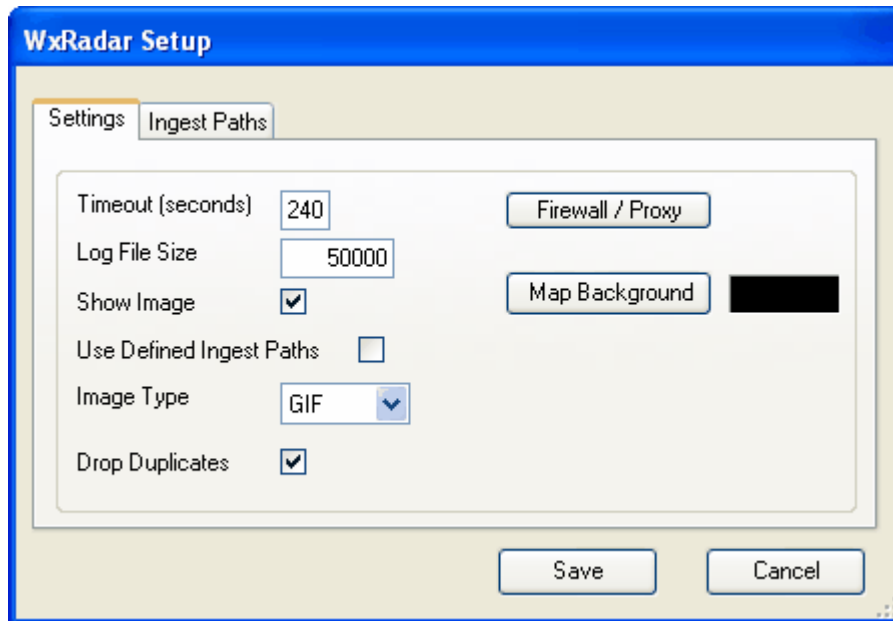 WxRadar Setup
Settings
Ingest Paths
Timeout (seconds)
240
Firewall / Proxy
Log File Size
50000
Map Background
Show Image
Use Defined Ingest Paths
Image Type
GIF
Drop Duplicates
Save
Cancel